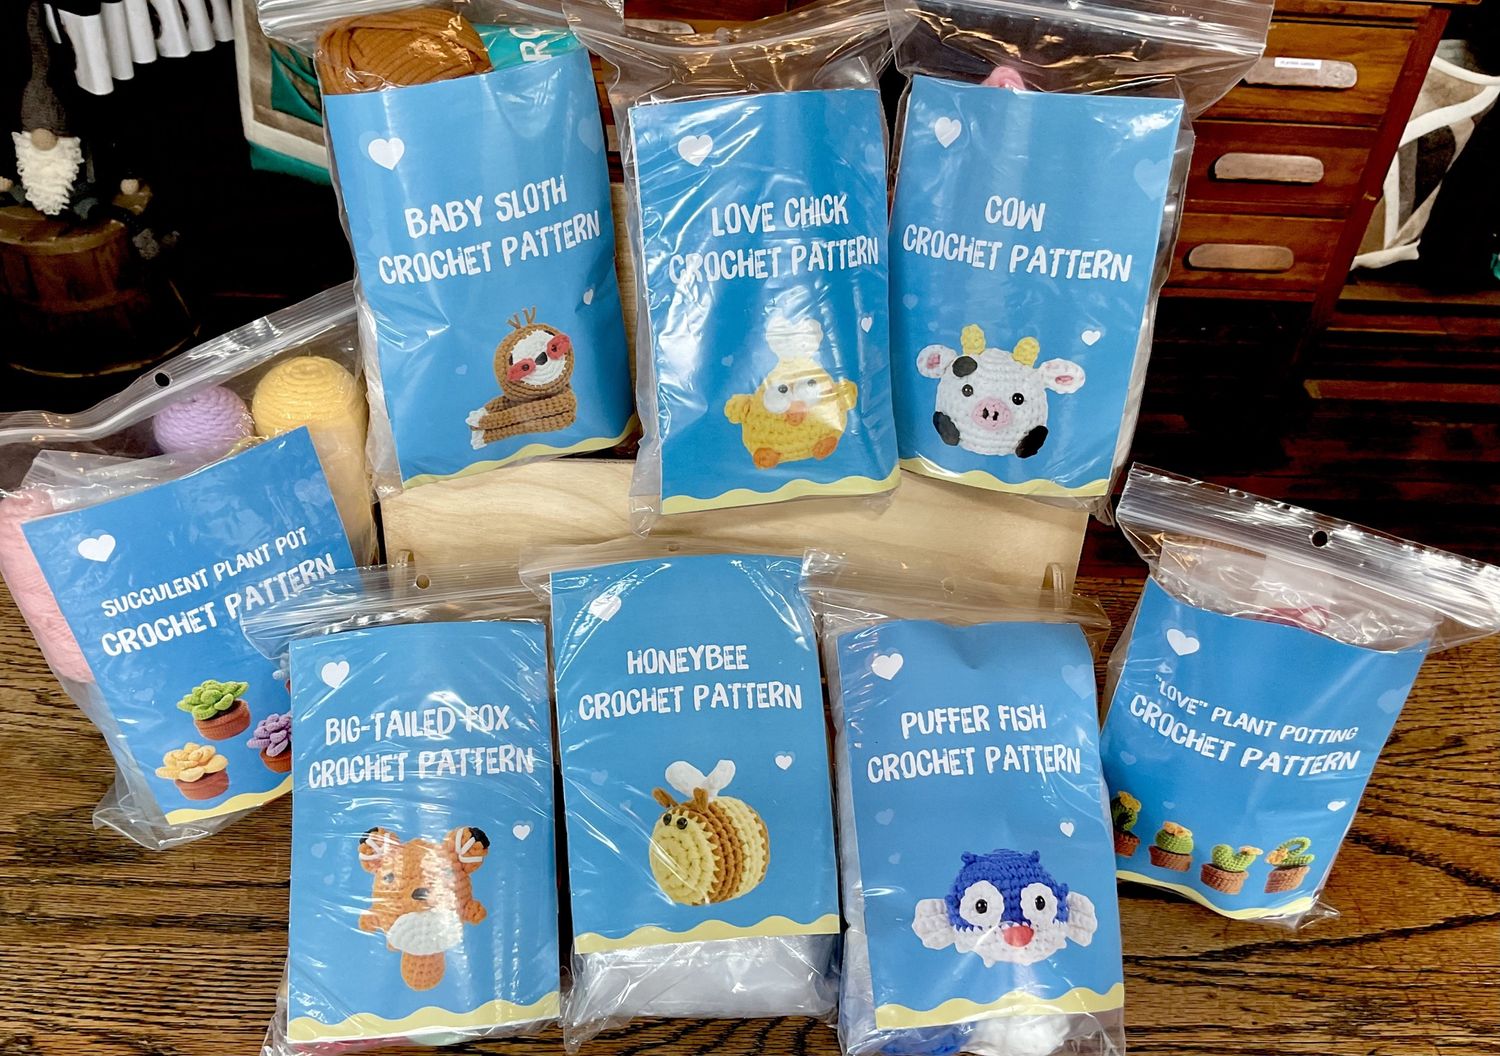 BABY SLOTH
CROCHET PATTERN
LOVE CHICK
CROCHET PATTERN
COW
CROCHET PATTERN
SUCCULENT PLANT POT
CROCHET PATTERN
BIG-TAILED FOX
CROCHET PATTERN
HONEYBEE
CROCHET PATTERN
PUFFER FISH
CROCHET PATTERN
"LOVE" PLANT POTTING
CROCHET PATTERN